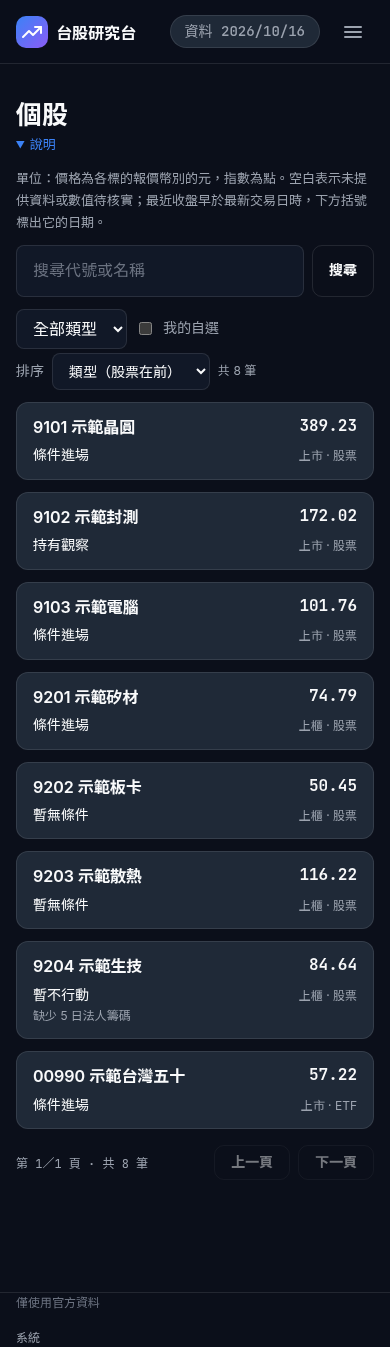 台股研究台
資料 2026/10/16
個股
▼ 說明
單位：價格為各標的報價幣別的元，指數為點。空白表示未提
供資料或數值待核實；最近收盤早於最新交易日時，下方括號
標出它的日期。
搜尋代號或名稱
搜尋
全部類型
我的自選
排序
類型（股票在前）
共 8 筆
9101 示範晶圓
389.23
條件進場
上市 · 股票
9102 示範封測
172.02
持有觀察
上市 · 股票
9103 示範電腦
101.76
條件進場
上市 · 股票
9201 示範矽材
74.79
條件進場
上櫃 · 股票
9202 示範板卡
50.45
暫無條件
上櫃 · 股票
9203 示範散熱
116.22
暫無條件
上櫃 · 股票
9204 示範生技
84.64
暫不行動
上櫃 · 股票
缺少 5 日法人籌碼
00990 示範台灣五十
57.22
條件進場
上市 · ETF
第 1／1 頁 · 共 8 筆
上一頁
下一頁
僅使用官方資料
系統